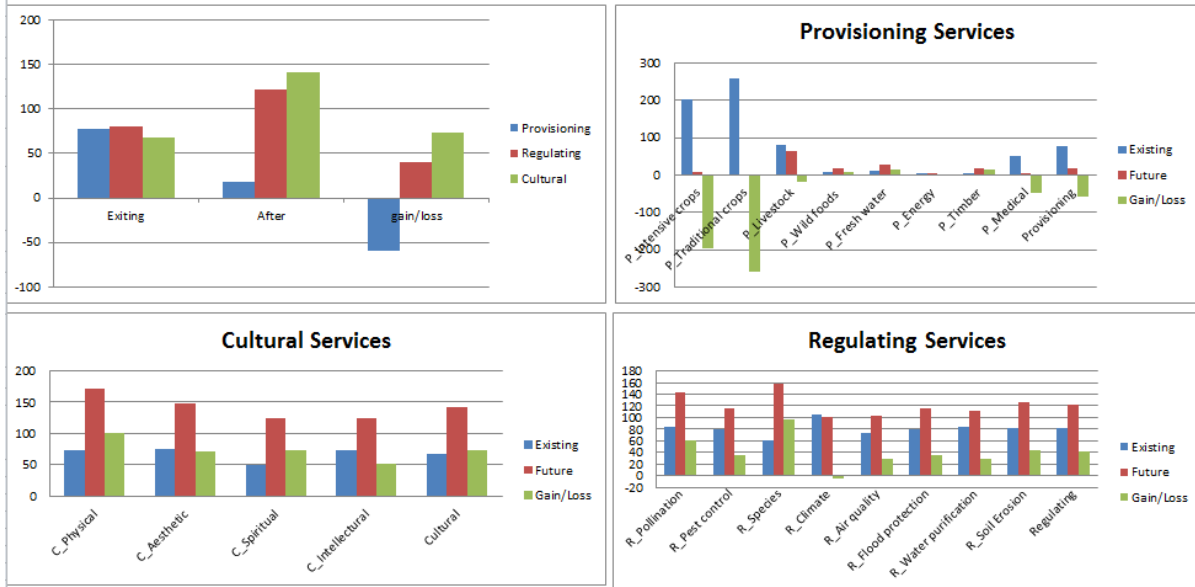 200
150
100
50
0
-50
-100
Exiting
After
gain/loss
Provisioning
Regulating
Cultural
Provisioning Services
300
200
100
0
-100
-200
-300
P_Intensive crops
P_Traditional crops
P_Livestock
P_Wild foods
P_Fresh water
P_Energy
P_Timber
P_Medical
Provisioning
Existing
Future
Gain/Loss
Cultural Services
200
150
100
50
0
C_Physical
C_Aesthetic
C_Spiritual
C_Intellectural
Cultural
Existing
Future
Gain/Loss
Regulating Services
180
160
140
120
100
80
60
40
20
0
-20
R_Pollination
R_Pest control
R_Species
R_Climate
R_Air quality
R_Flood protection
R_Water purification
R_Soil Erosion
Regulating
Existing
Future
Gain/Loss